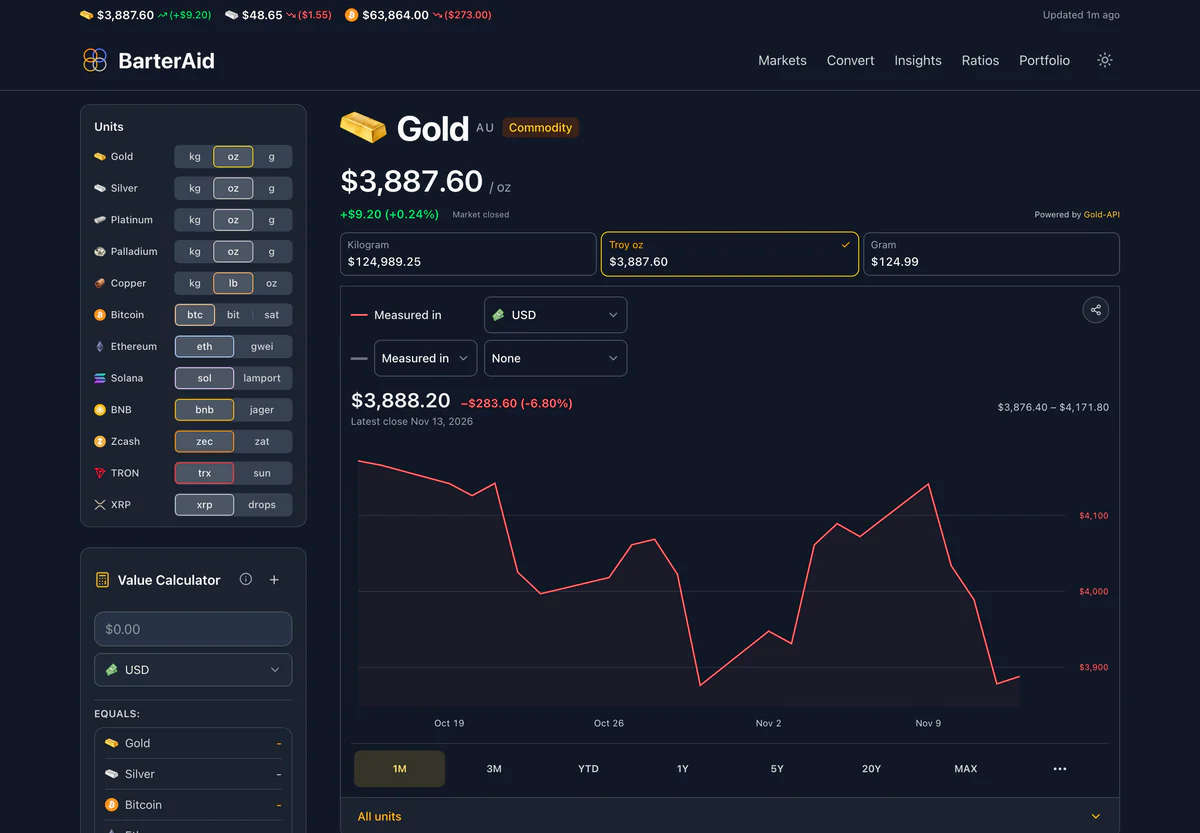 $3,887.60 (+$9.20) $48.65 ($1.55) $63,864.00 ($273.00) Updated 1m ago
BarterAid Markets Convert Insights Ratios Portfolio
Units
Gold kg oz g
Silver kg oz g
Platinum kg oz g
Palladium kg oz g
Copper kg lb oz
Bitcoin btc bit sat
Ethereum eth gwei
Solana sol lamport
BNB bnb jager
Zcash zec zat
TRON trx sun
XRP xrp drops
Value Calculator
$0.00
USD
EQUALS:
Gold -
Silver -
Bitcoin -
Gold AU Commodity
$3,887.60 / oz
+$9.20 (+0.24%) Market closed Powered by Gold-API
Kilogram
$124,989.25
Troy oz
$3,887.60
Gram
$124.99
Measured in USD
Measured in None
$3,888.20 −$283.60 (-6.80%) $3,876.40 – $4,171.80
Latest close Nov 13, 2026
$4,100
$4,000
$3,900
Oct 19 Oct 26 Nov 2 Nov 9
1M 3M YTD 1Y 5Y 20Y MAX
All units